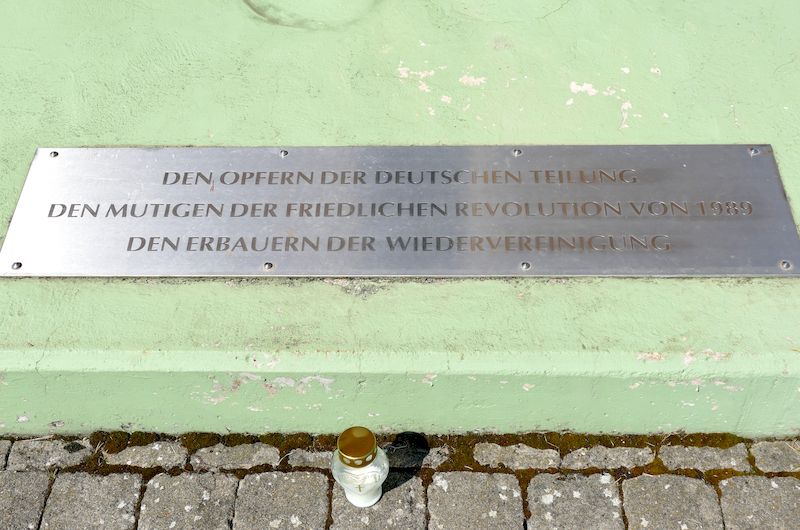 DEN OPFERN DER DEUTSCHEN TEILUNG
DEN MUTIGEN DER FRIEDLICHEN REVOLUTION VON 1989
DEN ERBAUERN DER WIEDERVEREINIGUNG